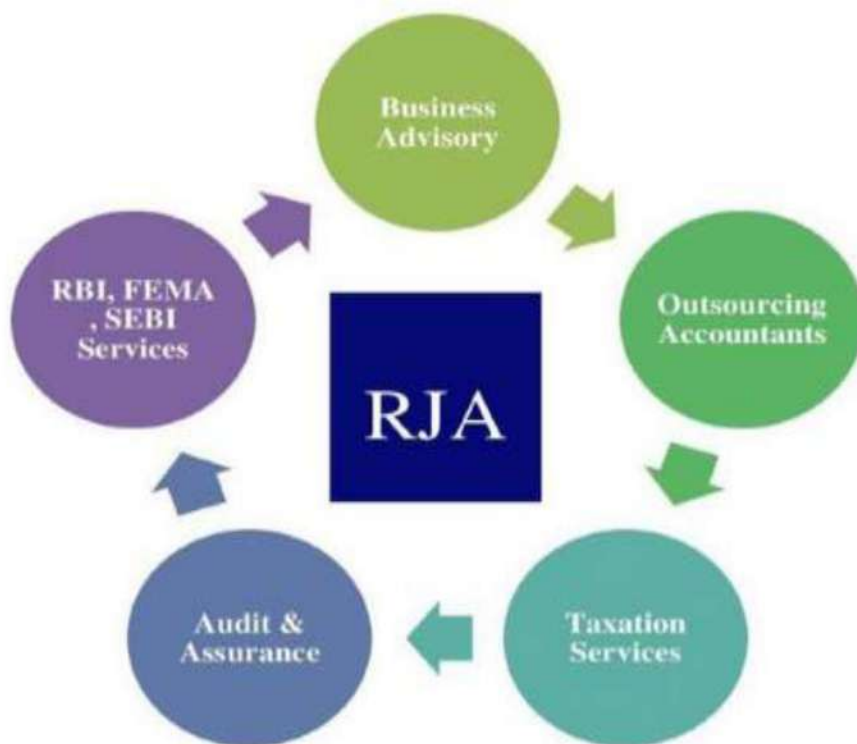 Business
Advisory
Outsourcing
Accountants
Taxation
Services
Audit &
Assurance
RBI, FEMA
, SEBI
Services
RJA